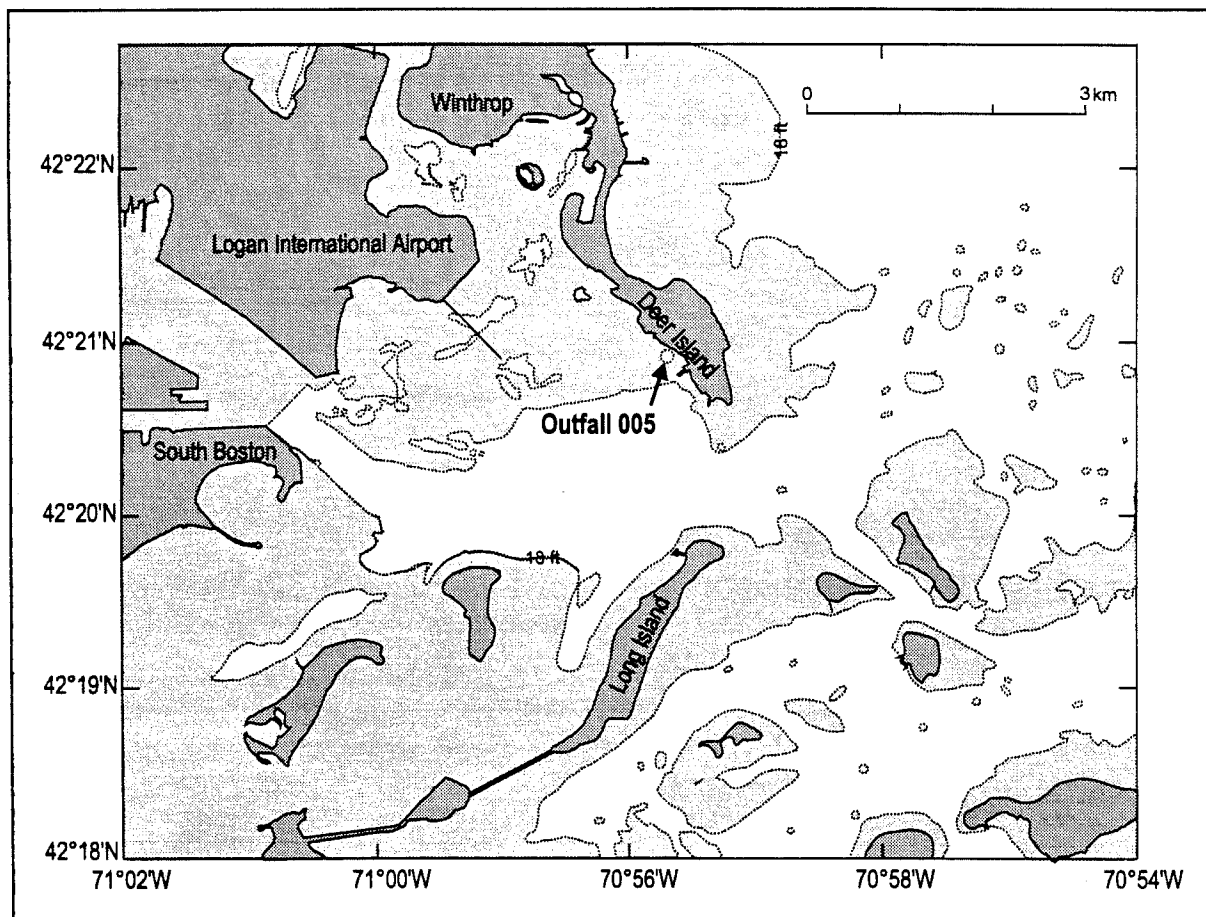 Winthrop
0
3 km
18 ft
42°22'N
Logan International Airport
42°21'N
Deer Island
Outfall 005
South Boston
42°20'N
18 ft
Long Island
42°19'N
42°18'N
71°02'W
71°00'W
70°56'W
70°58'W
70°54'W